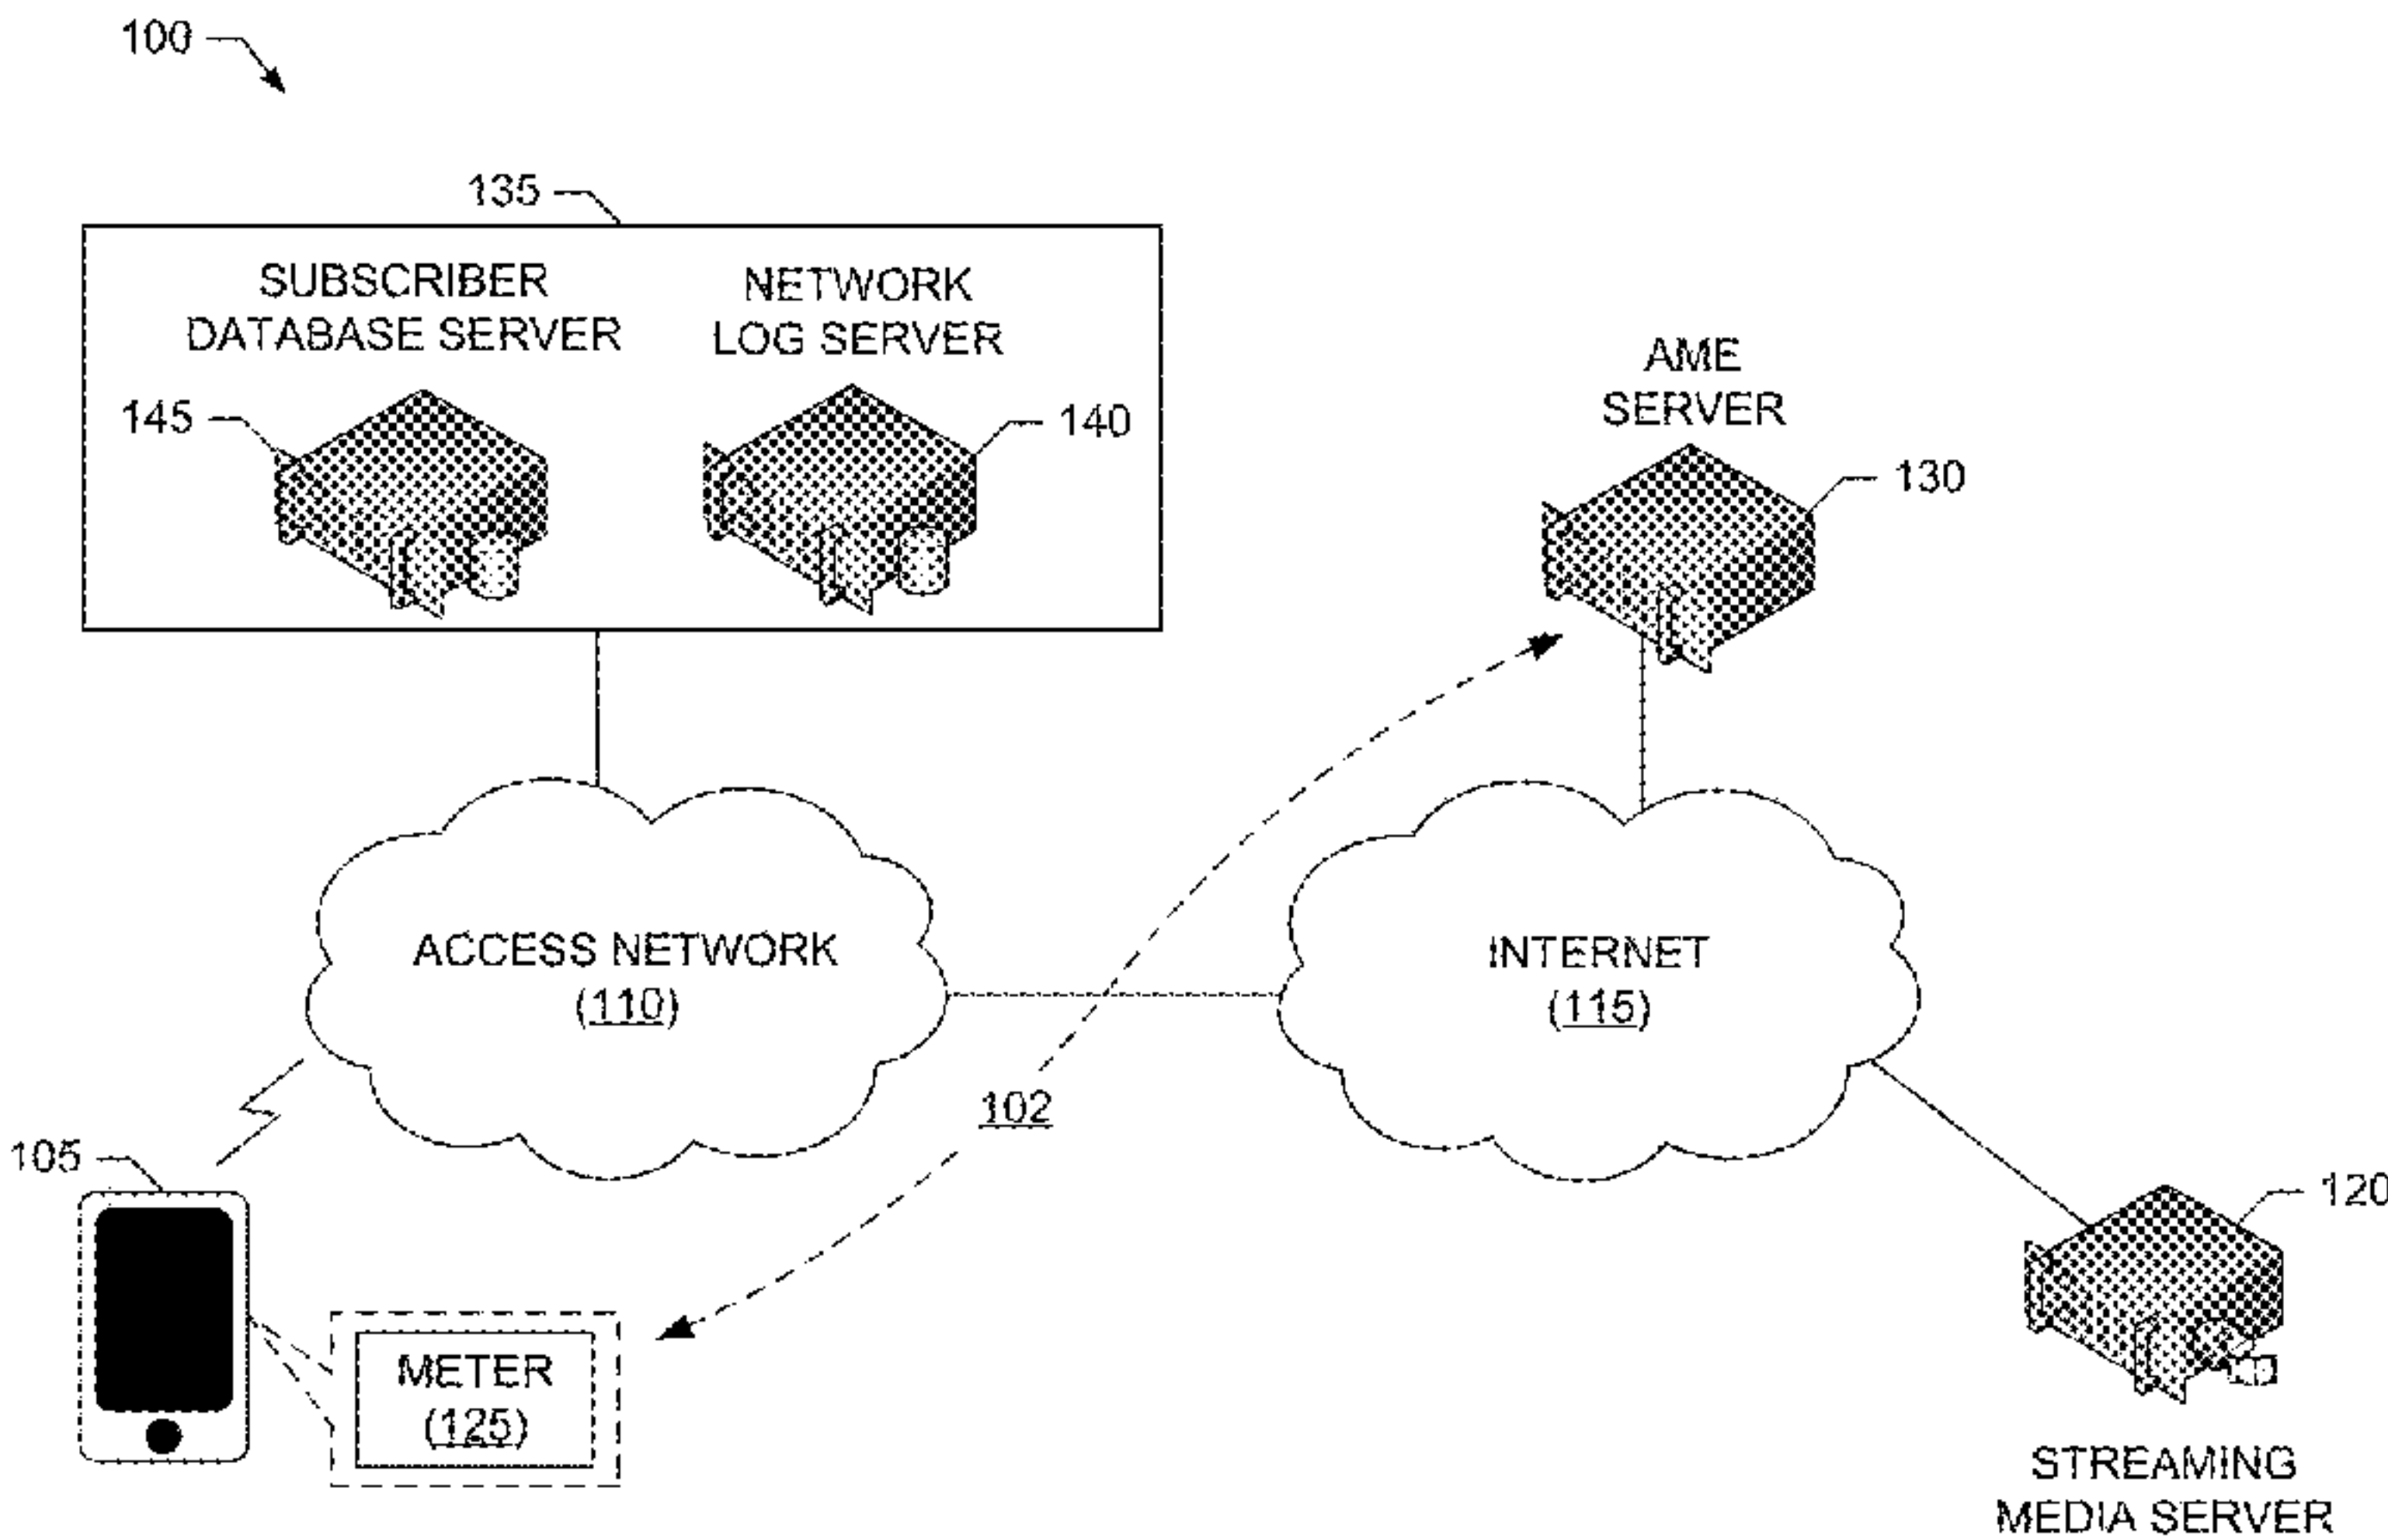 100
135
SUBSCRIBER
DATABASE SERVER
NETWORK
LOG SERVER
145
140
AME
SERVER
130
ACCESS NETWORK
(110)
INTERNET
(115)
102
105
120
METER
(125)
STREAMING
MEDIA SERVER